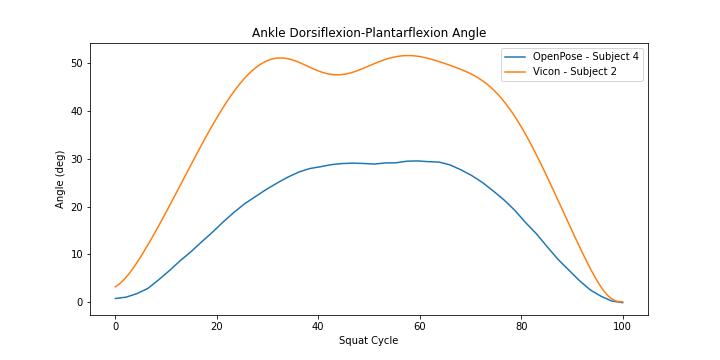 Ankle Dorsiflexion-Plantarflexion Angle
OpenPose - Subject 4
Vicon - Subject 2
Angle (deg)
50
40
30
20
10
0
0 20 40 60 80 100
Squat Cycle